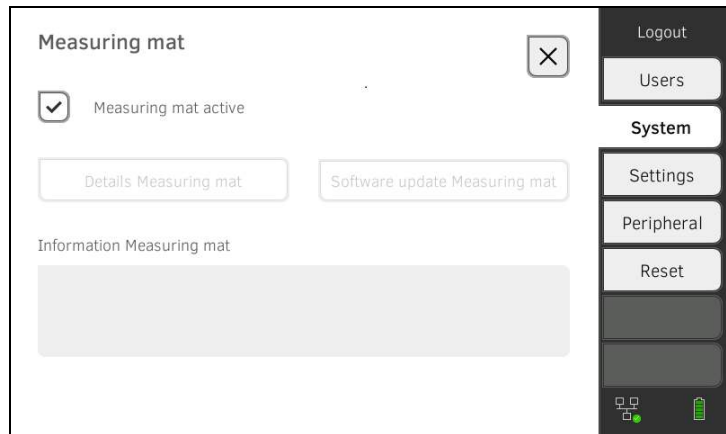 Measuring mat
Measuring mat active
Details Measuring mat
Software update Measuring mat
Information Measuring mat
Logout
Users
System
Settings
Peripheral
Reset